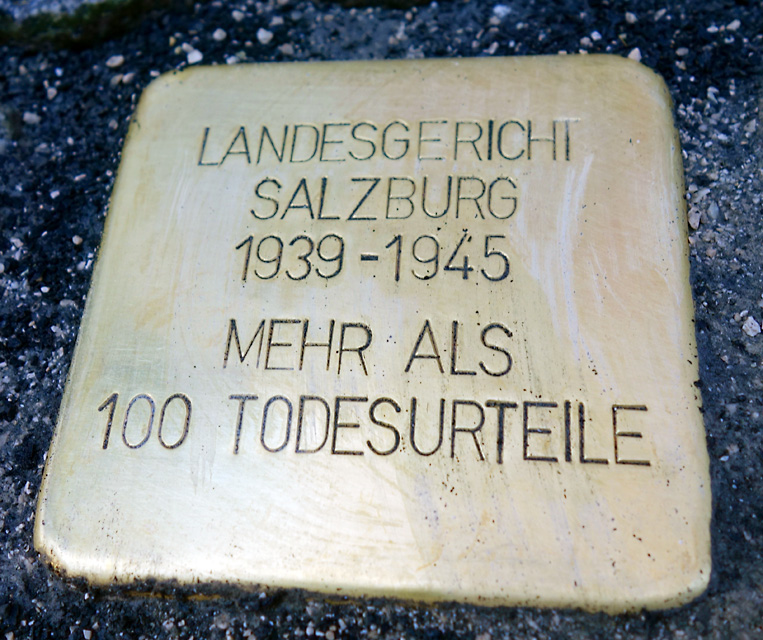 LANDESGERICHT
SALZBURG
1939-1945
MEHR ALS
100 TODESURTEILE